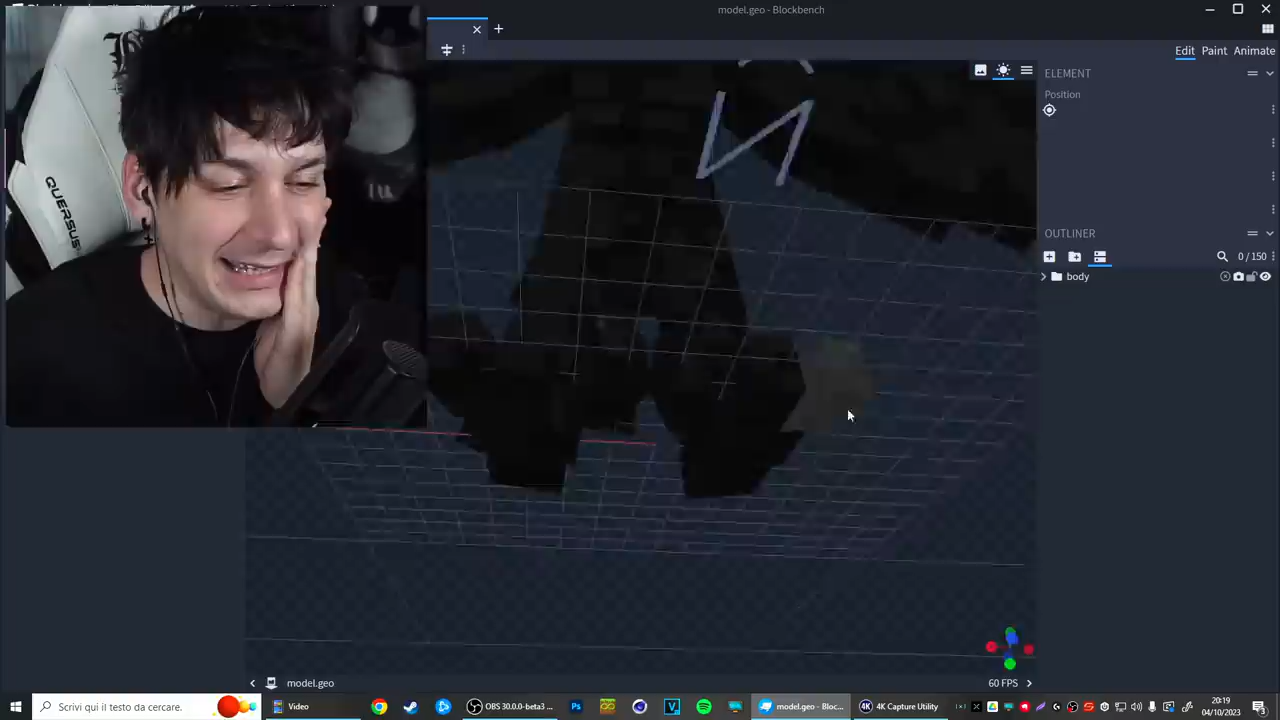 model.geo - Blockbench
Edit Paint Animate
ELEMENT
Position
OUTLINER
0 / 150
body
QUERSUS
N
model.geo
60 FPS
Scrivi qui il testo da cercare.
Video
OBS 30.0.0-beta3 ...
model.geo - Bloc...
4K Capture Utility
20:19
04/10/2023